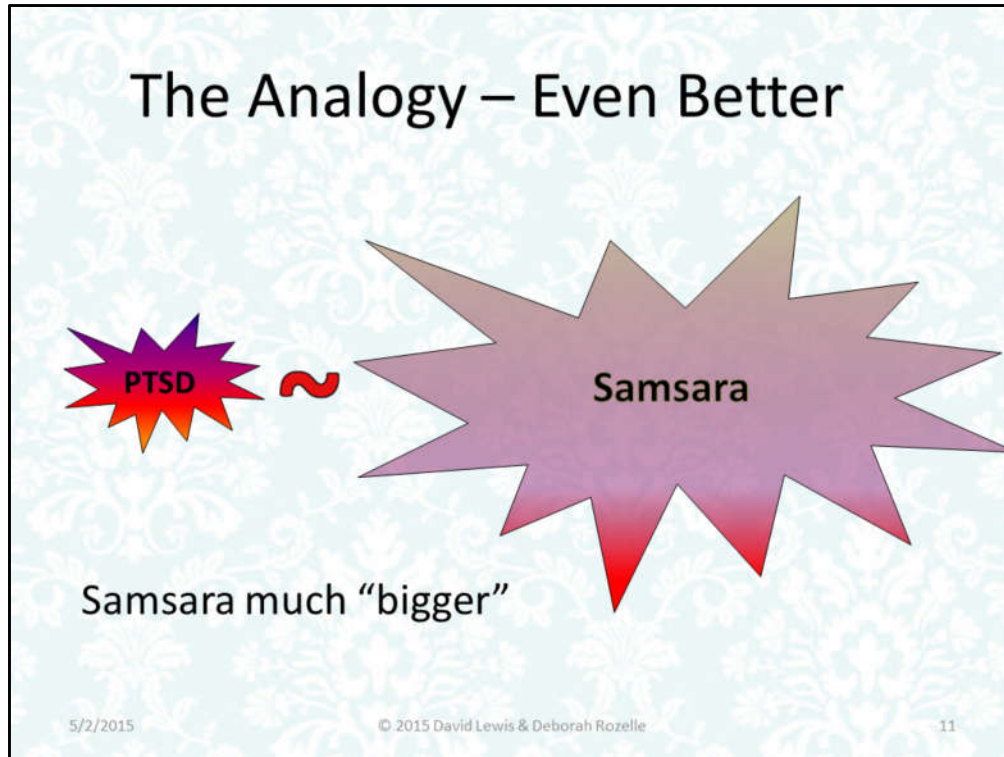 The Analogy – Even Better
PTSD
~
Samsara
Samsara much “bigger”
5/2/2015
© 2015 David Lewis & Deborah Rozelle
11